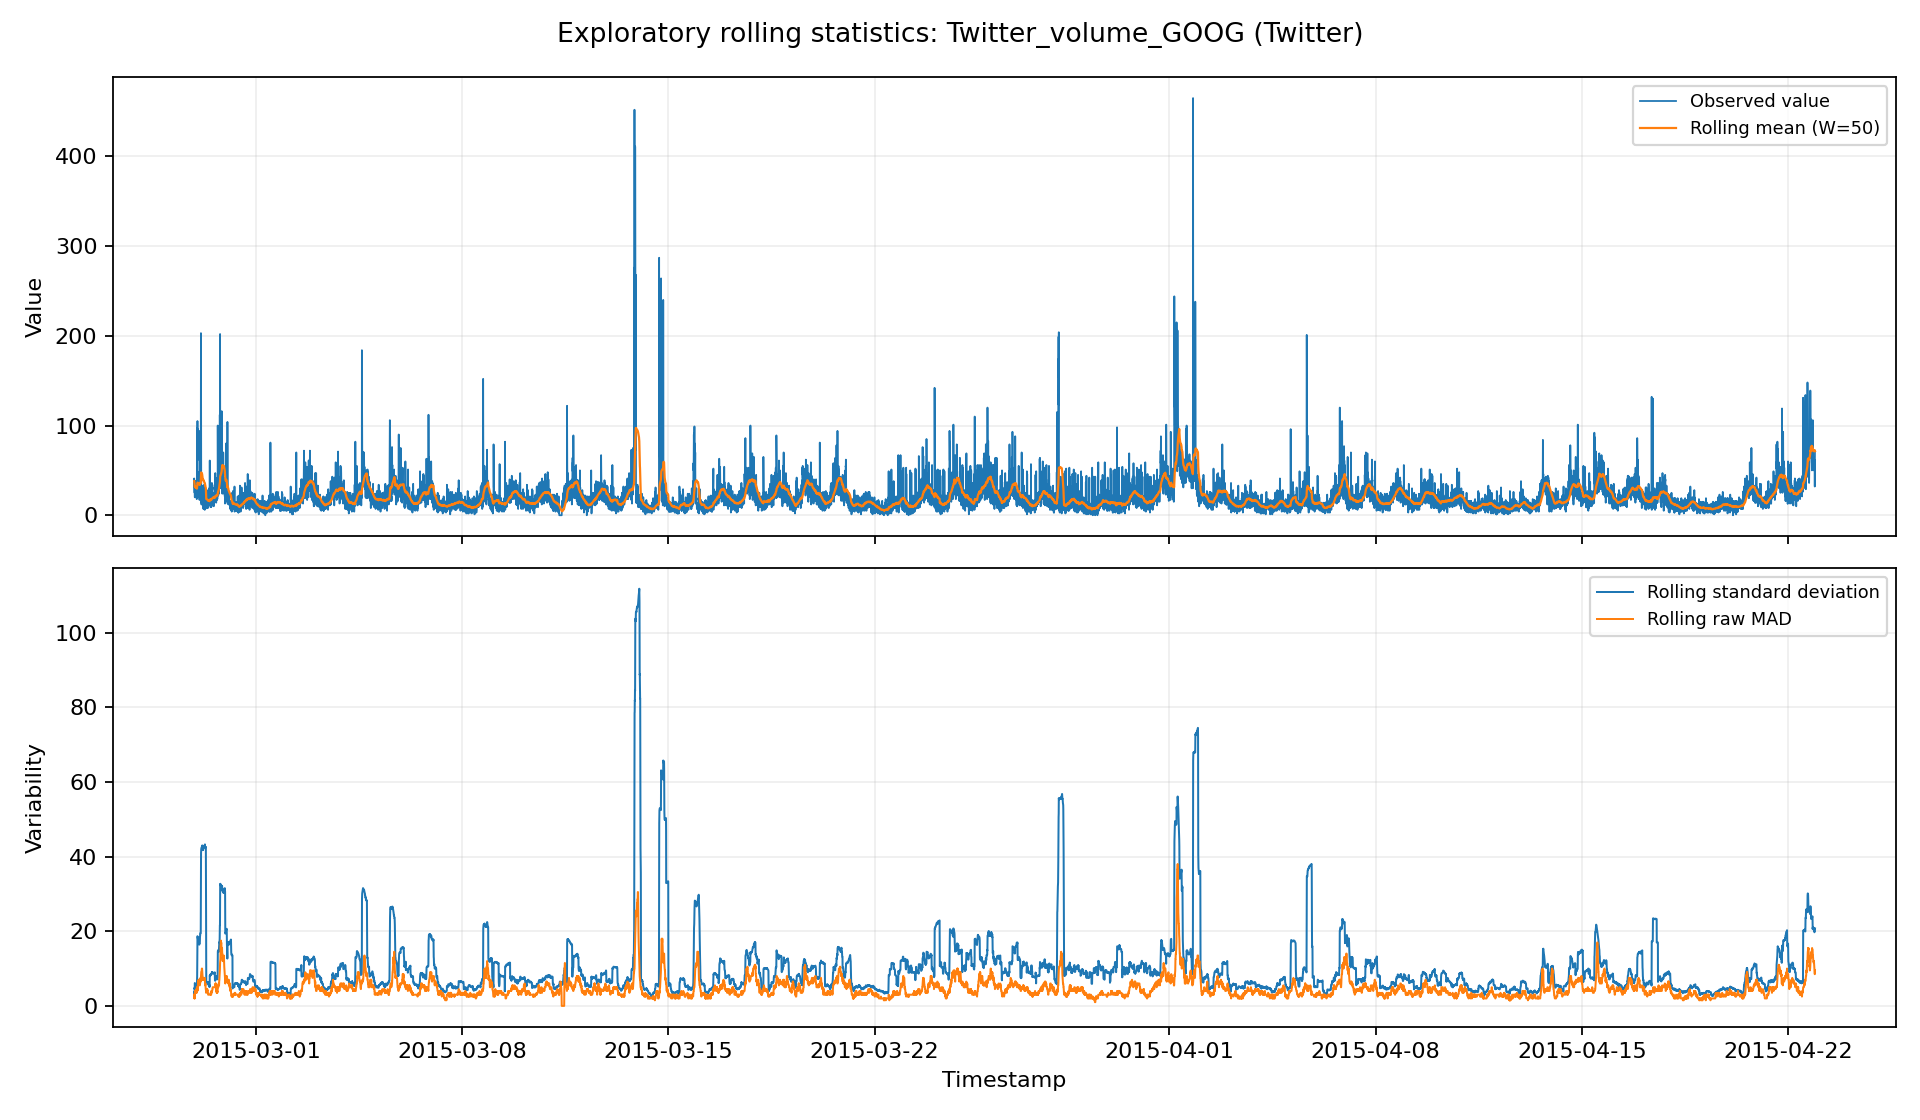 Exploratory rolling statistics: Twitter_volume_GOOG (Twitter)
Observed value
Rolling mean (W=50)
Value
400
300
200
100
0
Rolling standard deviation
Rolling raw MAD
Variability
100
80
60
40
20
0
2015-03-01 2015-03-08 2015-03-15 2015-03-22 2015-04-01 2015-04-08 2015-04-15 2015-04-22
Timestamp